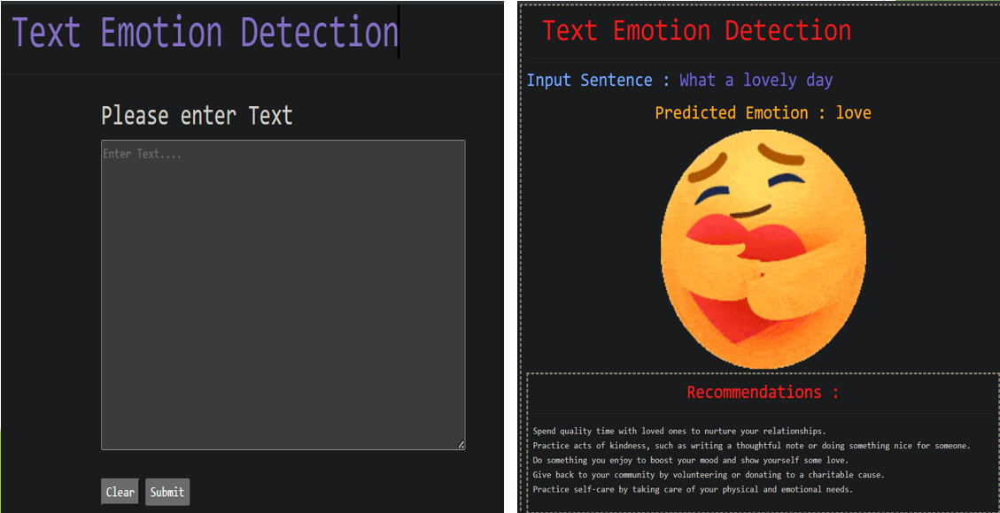 Text Emotion Detection
Please enter Text
Enter Text....
Clear Submit
Text Emotion Detection
Input Sentence : What a lovely day
Predicted Emotion : love
Recommendations :
Spend quality time with loved ones to nurture your relationships.
Practice acts of kindness, such as writing a thoughtful note or doing something nice for someone.
Do something you enjoy to boost your mood and show yourself some love.
Give back to your community by volunteering or donating to a charitable cause.
Practice self-care by taking care of your physical and emotional needs.